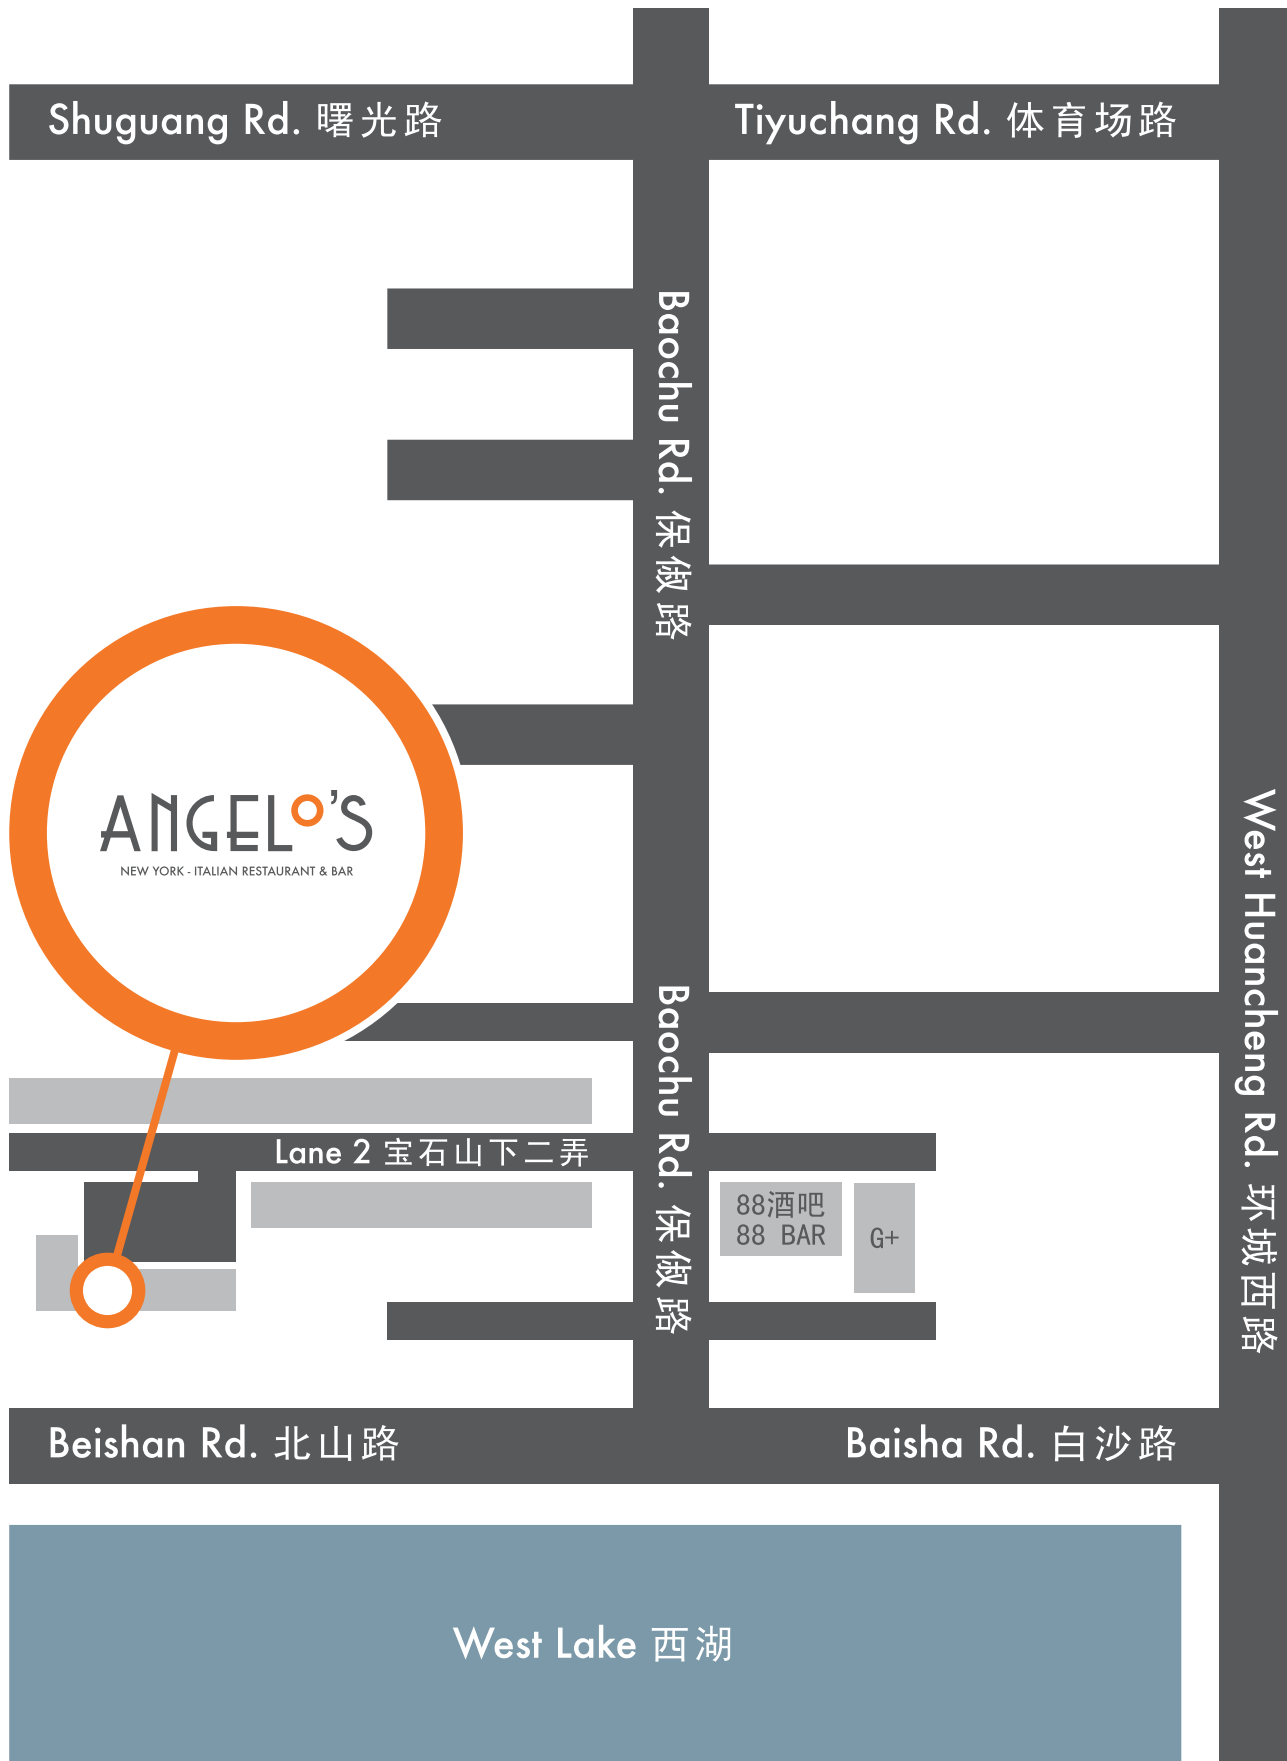 Shuguang Rd. 曙光路
Tiyuchang Rd. 体育场路
Baochu Rd. 保俶路
ANGELO'S
NEW YORK - ITALIAN RESTAURANT & BAR
West Huancheng Rd. 环城西路
Baochu Rd. 保俶路
Lane 2 宝石山下二弄
88酒吧
88 BAR
G+
Beishan Rd. 北山路
Baisha Rd. 白沙路
West Lake 西湖